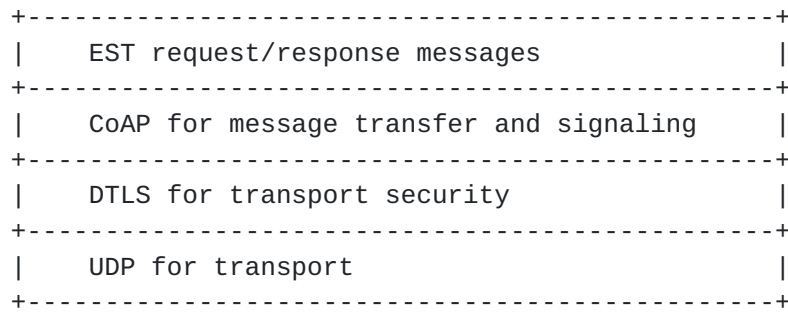 +------------------------------------------------+
|    EST request/response messages               |
+------------------------------------------------+
|    CoAP for message transfer and signaling     |
+------------------------------------------------+
|    DTLS for transport security                 |
+------------------------------------------------+
|    UDP for transport                           |
+------------------------------------------------+